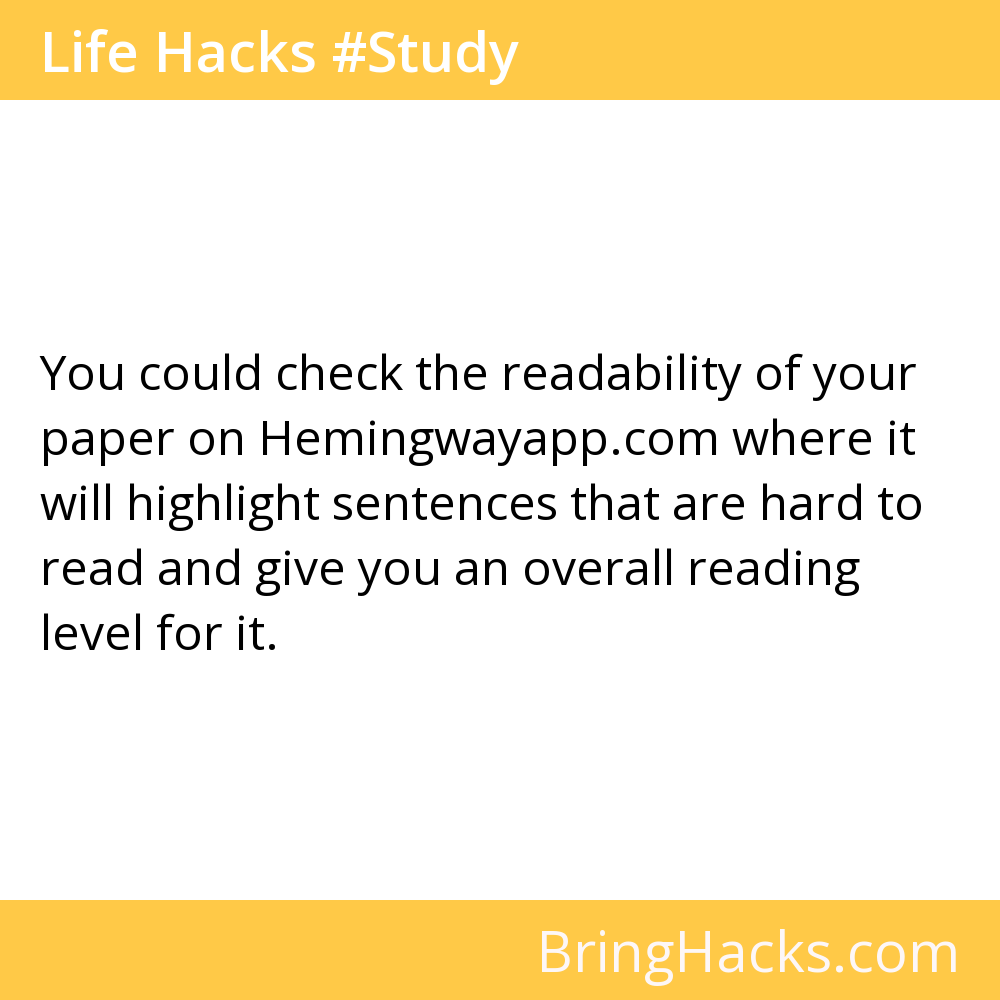 Life Hacks #Study
You could check the readability of your
paper on Hemingwayapp.com where it
will highlight sentences that are hard to
read and give you an overall reading
level for it.
BringHacks.com